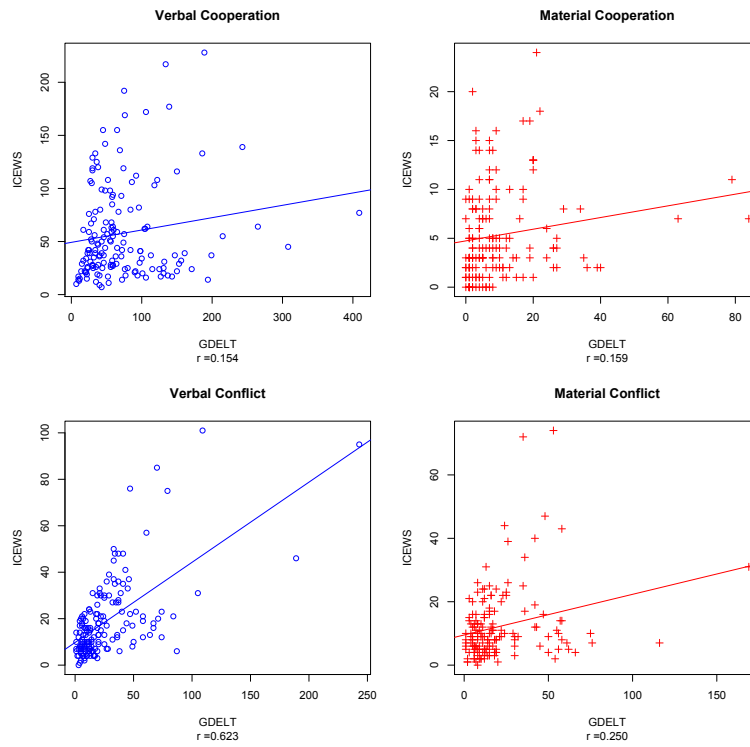 Verbal Cooperation
ICEWS
0 50 100 150 200
0 100 200 300 400
GDELT
r =0.154
Material Cooperation
ICEWS
0 5 10 15 20
0 20 40 60 80
GDELT
r =0.159
Verbal Conflict
ICEWS
0 20 40 60 80 100
0 50 100 150 200 250
GDELT
r =0.623
Material Conflict
ICEWS
0 20 40 60
0 50 100 150
GDELT
r =0.250